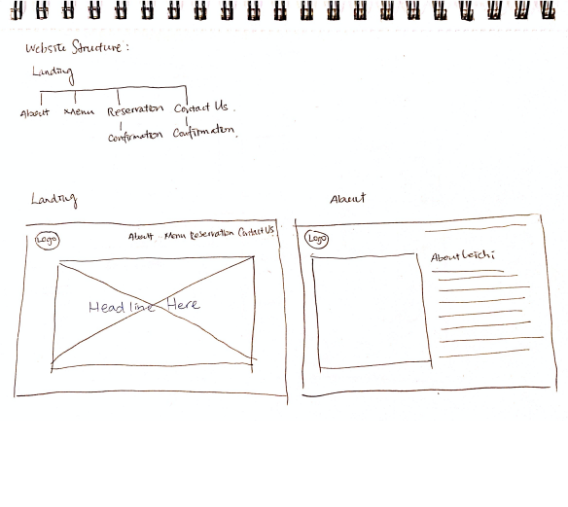 Website Structure:
Landing
About Menu Reservation Contact Us
Confirmation Confirmation
Landing
Logo About Menu Reservation Contact Us
Headline Here
About
Logo
About Leichi